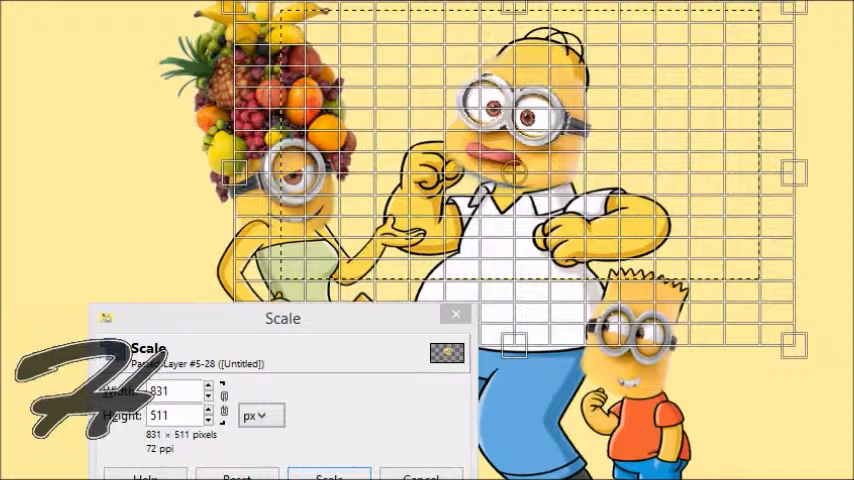 Scale
Scale
Pasted Layer #5-28 ([Untitled])
Width: 831
Height: 511
px
831 × 511 pixels
72 ppi
Help Reset Scale Cancel
H